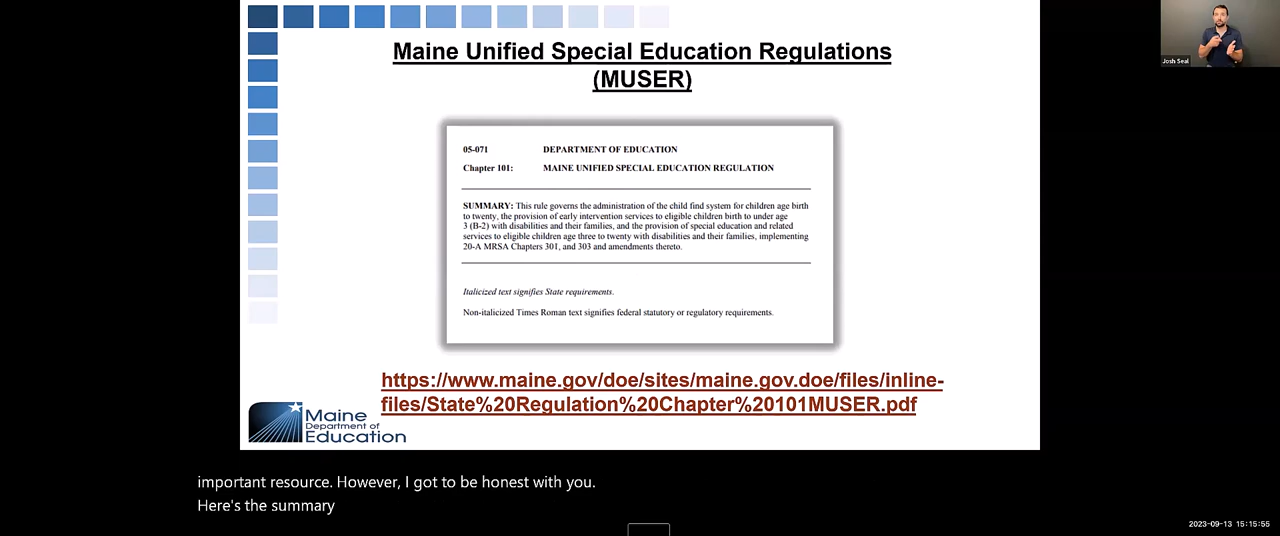 Maine Unified Special Education Regulations
(MUSER)
Josh Seal
05-071 DEPARTMENT OF EDUCATION
Chapter 101: MAINE UNIFIED SPECIAL EDUCATION REGULATION
SUMMARY: This rule governs the administration of the child find system for children age birth
to twenty, the provision of early intervention services to eligible children birth to under age
3 (B-2) with disabilities and their families, and the provision of special education and related
services to eligible children age three to twenty with disabilities and their families, implementing
20-A MRSA Chapters 301, and 303 and amendments thereto.
Italicized text signifies State requirements.
Non-italicized Times Roman text signifies federal statutory or regulatory requirements.
https://www.maine.gov/doe/sites/maine.gov.doe/files/inline-
files/State%20Regulation%20Chapter%20101MUSER.pdf
Maine
Department of
Education
important resource. However, I got to be honest with you.
Here's the summary
2023-09-13 15:15:55